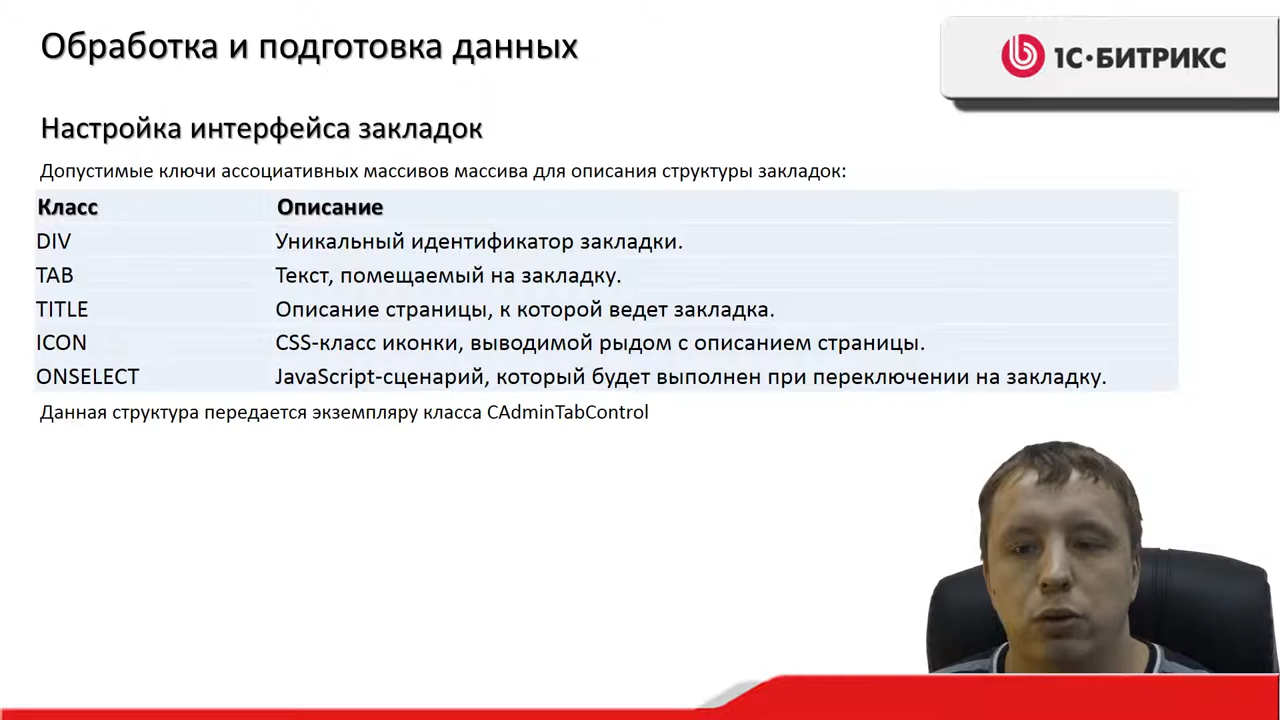 Обработка и подготовка данных
1С•БИТРИКС
Настройка интерфейса закладок
Допустимые ключи ассоциативных массивов массива для описания структуры закладок:
Класс Описание
DIV Уникальный идентификатор закладки.
TAB Текст, помещаемый на закладку.
TITLE Описание страницы, к которой ведет закладка.
ICON CSS-класс иконки, выводимой рыдом с описанием страницы.
ONSELECT JavaScript-сценарий, который будет выполнен при переключении на закладку.
Данная структура передается экземпляру класса CAdminTabControl